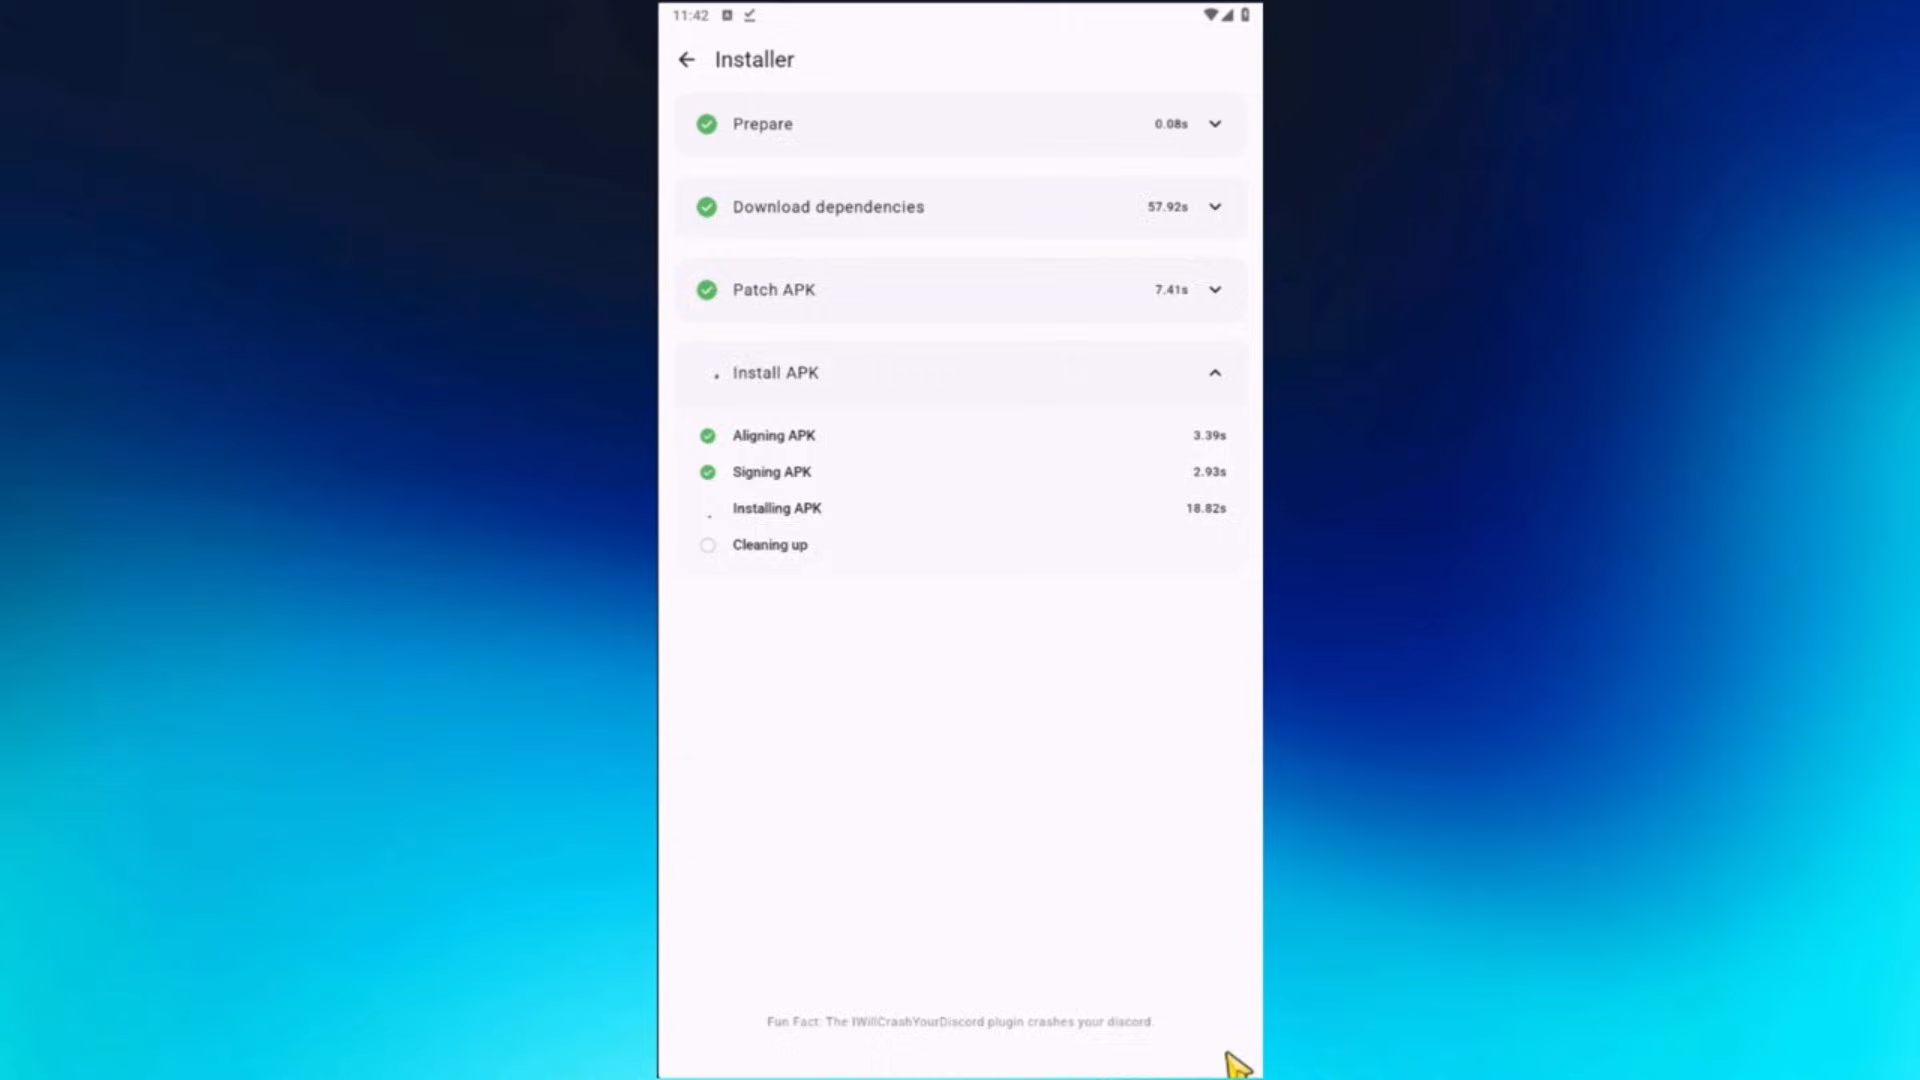 11:42
Installer
Prepare 0.08s
Download dependencies 57.92s
Patch APK 7.41s
Install APK
Aligning APK 3.39s
Signing APK 2.93s
Installing APK 18.82s
Cleaning up
Fun Fact: The IWillCrashYourDiscord plugin crashes your discord.